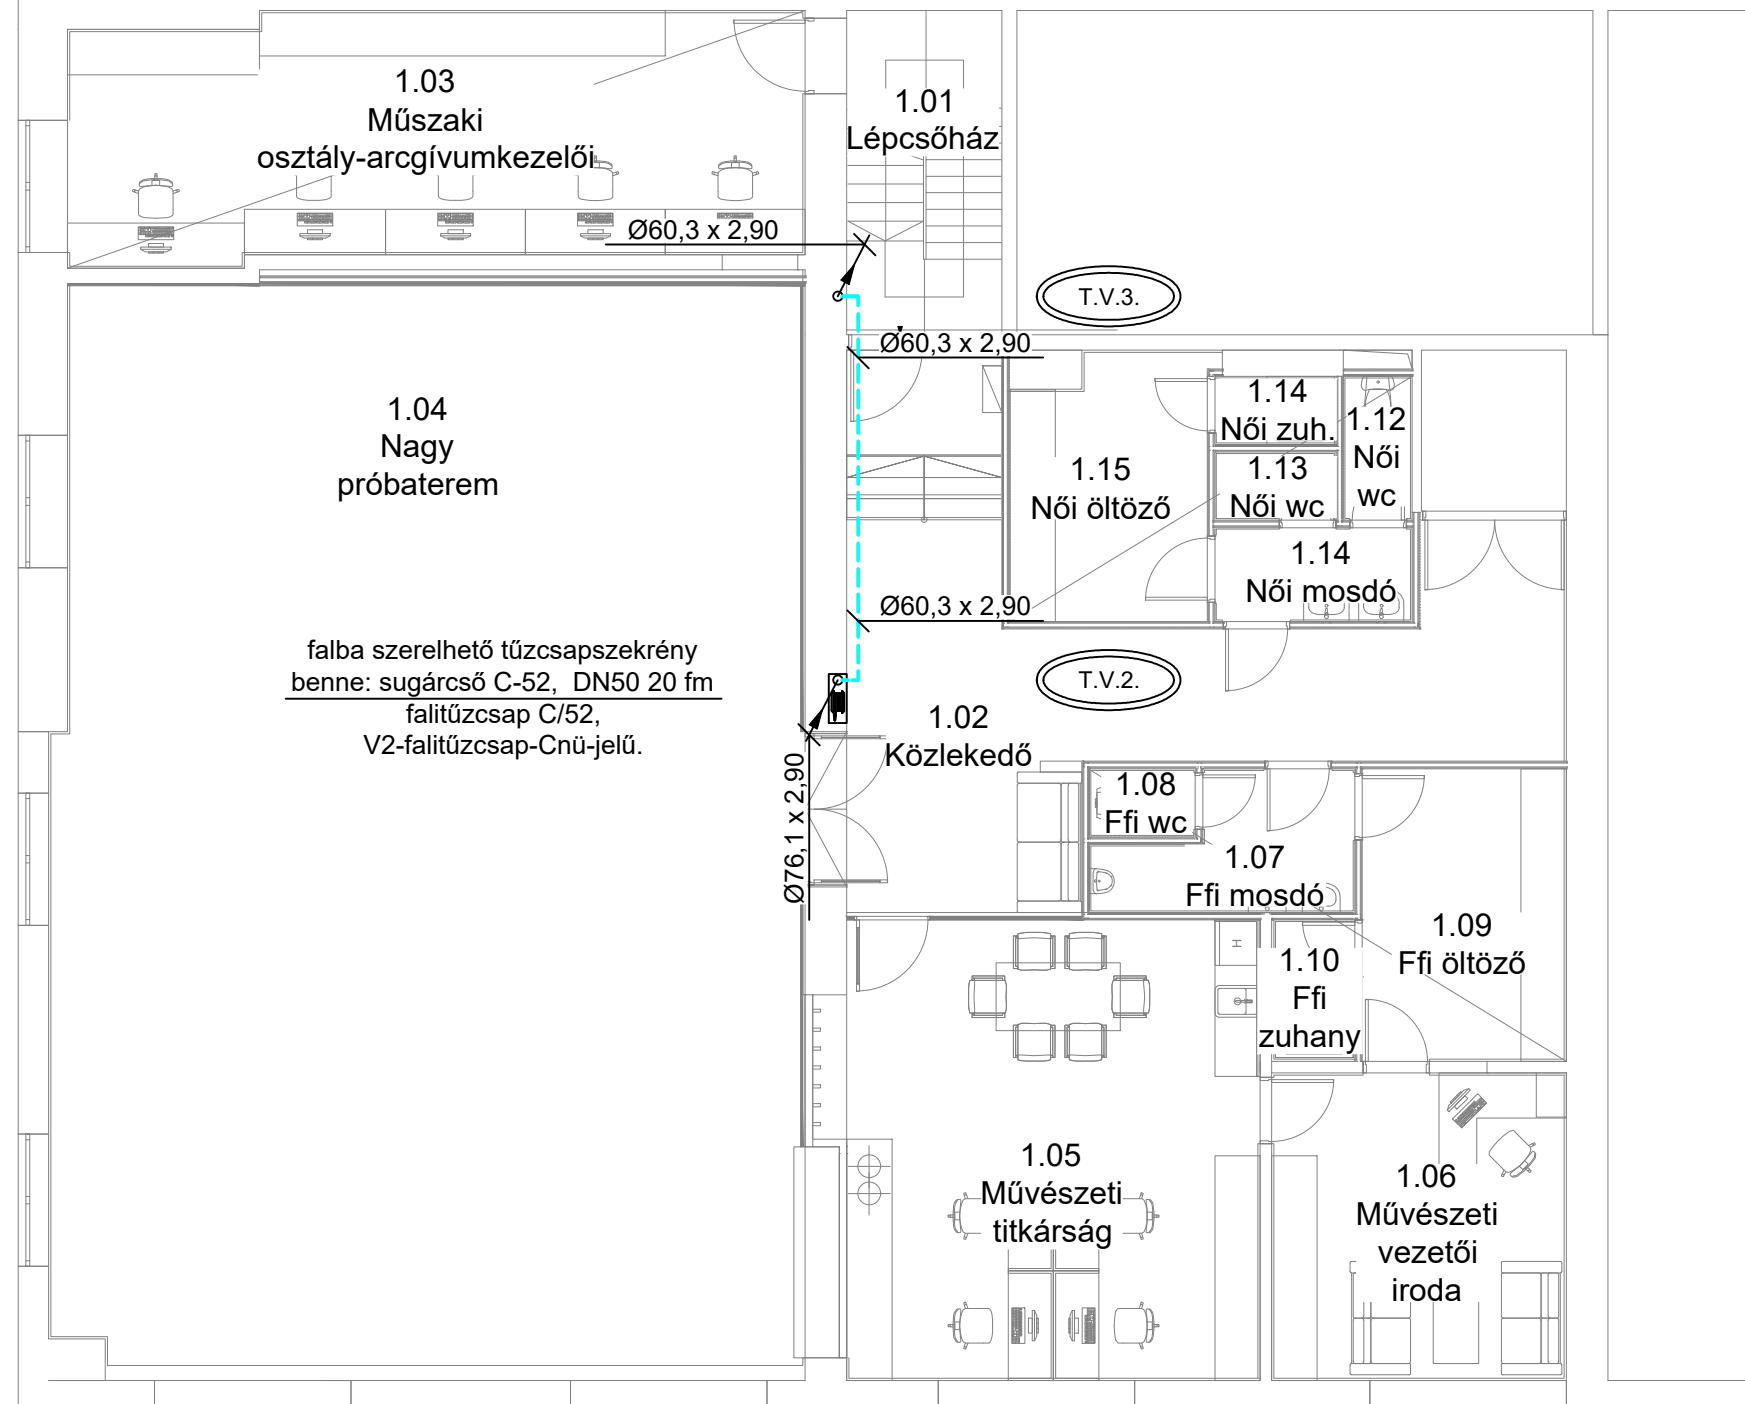 1.03
Műszaki
osztály-arcgívumkezelői
1.01
Lépcsőház
Ø60,3 x 2,90
T.V.3.
Ø60,3 x 2,90
1.04
Nagy
próbaterem
1.14
Női zuh.
1.12
Női
wc
1.15
Női öltöző
1.13
Női wc
1.14
Női mosdó
Ø60,3 x 2,90
falba szerelhető tűzcsapszekrény
benne: sugárcső C-52, DN50 20 fm
falitűzcsap C/52,
V2-falitűzcsap-Cnü-jelű.
T.V.2.
1.02
Közlekedő
Ø76,1 x 2,90
1.08
Ffi wc
1.07
Ffi mosdó
1.09
Ffi öltöző
H
1.10
Ffi
zuhany
1.05
Művészeti
titkárság
1.06
Művészeti
vezetői
iroda